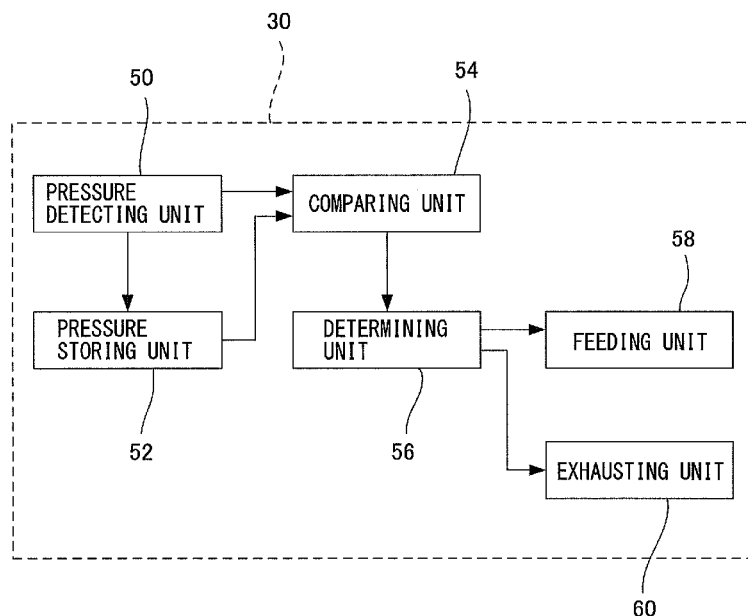 30
50
54
PRESSURE
DETECTING UNIT
COMPARING UNIT
58
PRESSURE
STORING UNIT
DETERMINING
UNIT
FEEDING UNIT
52
56
EXHAUSTING UNIT
60